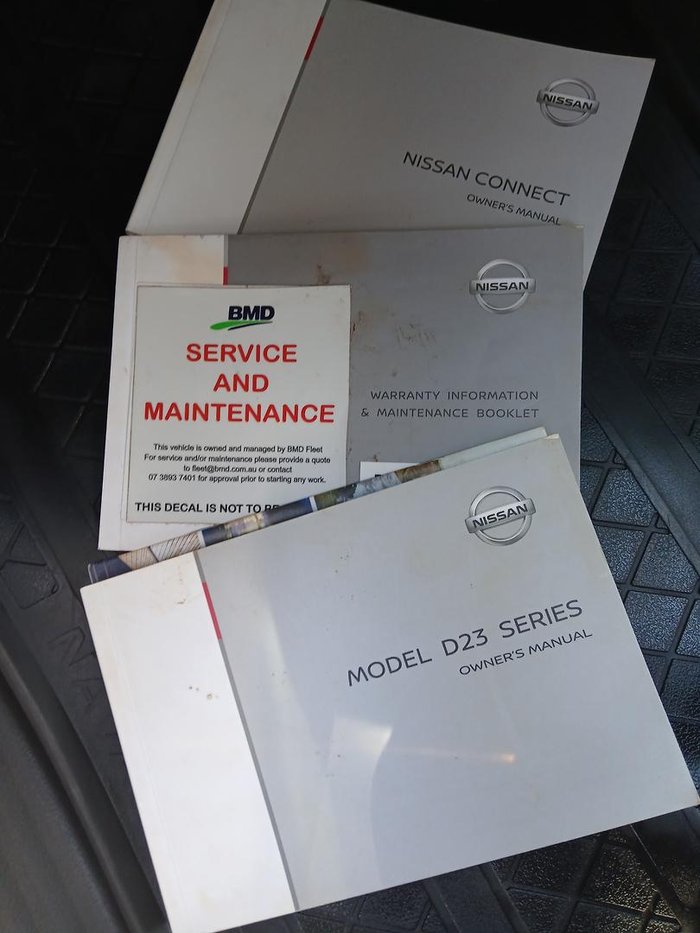 NISSAN
NISSAN CONNECT
OWNER'S MANUAL
NISSAN
WARRANTY INFORMATION
& MAINTENANCE BOOKLET
BMD
SERVICE
AND
MAINTENANCE
This vehicle is owned and managed by BMD Fleet
For service and/or maintenance please provide a quote
to fleet@bmd.com.au or contact
07 3893 7401 for approval prior to starting any work.
THIS DECAL IS NOT TO
NISSAN
MODEL D23 SERIES
OWNER'S MANUAL